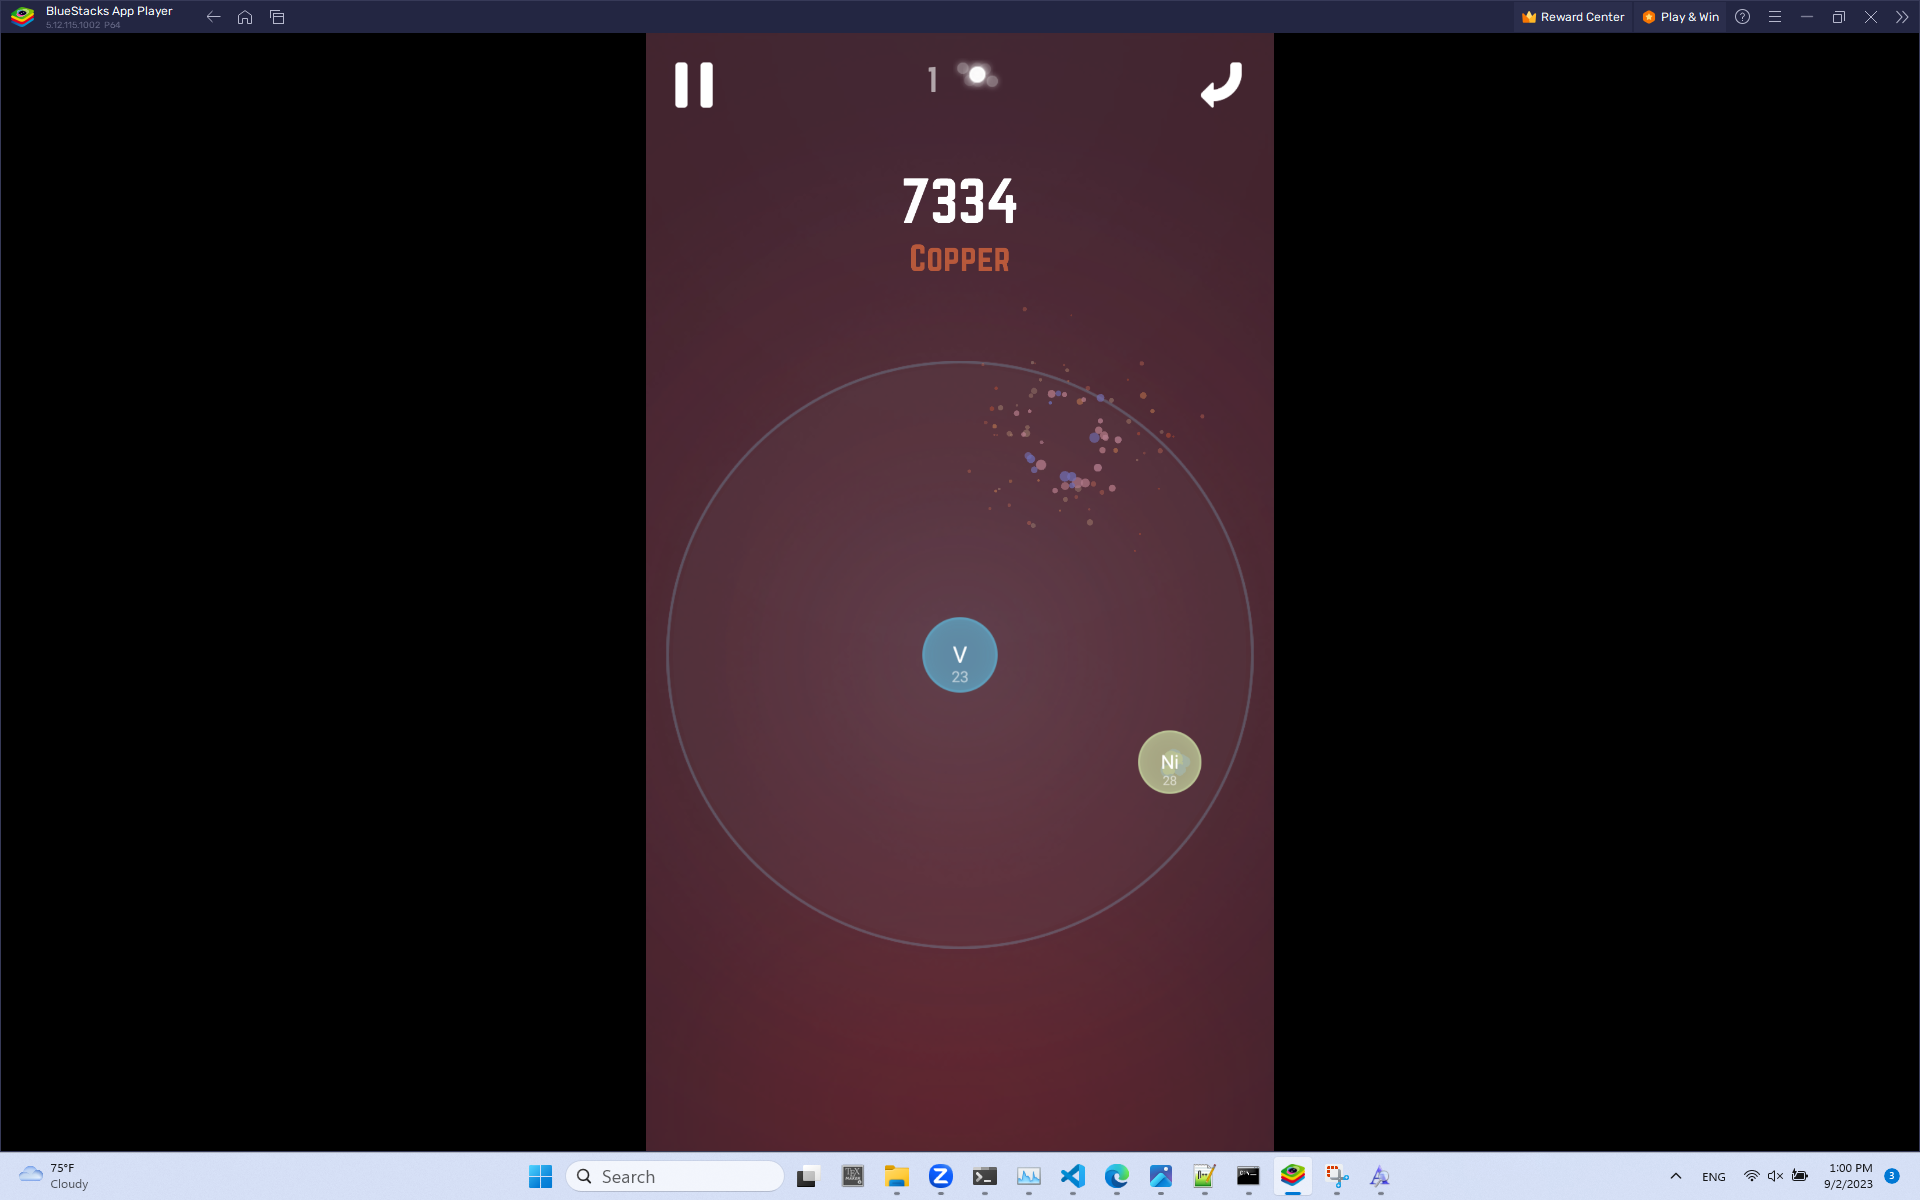 BlueStacks App Player
5.12.115.1002 P64
Reward Center
Play & Win
1
7334
Copper
V
23
Ni
28
75°F
Cloudy
Search
ENG
1:00 PM
9/2/2023
3